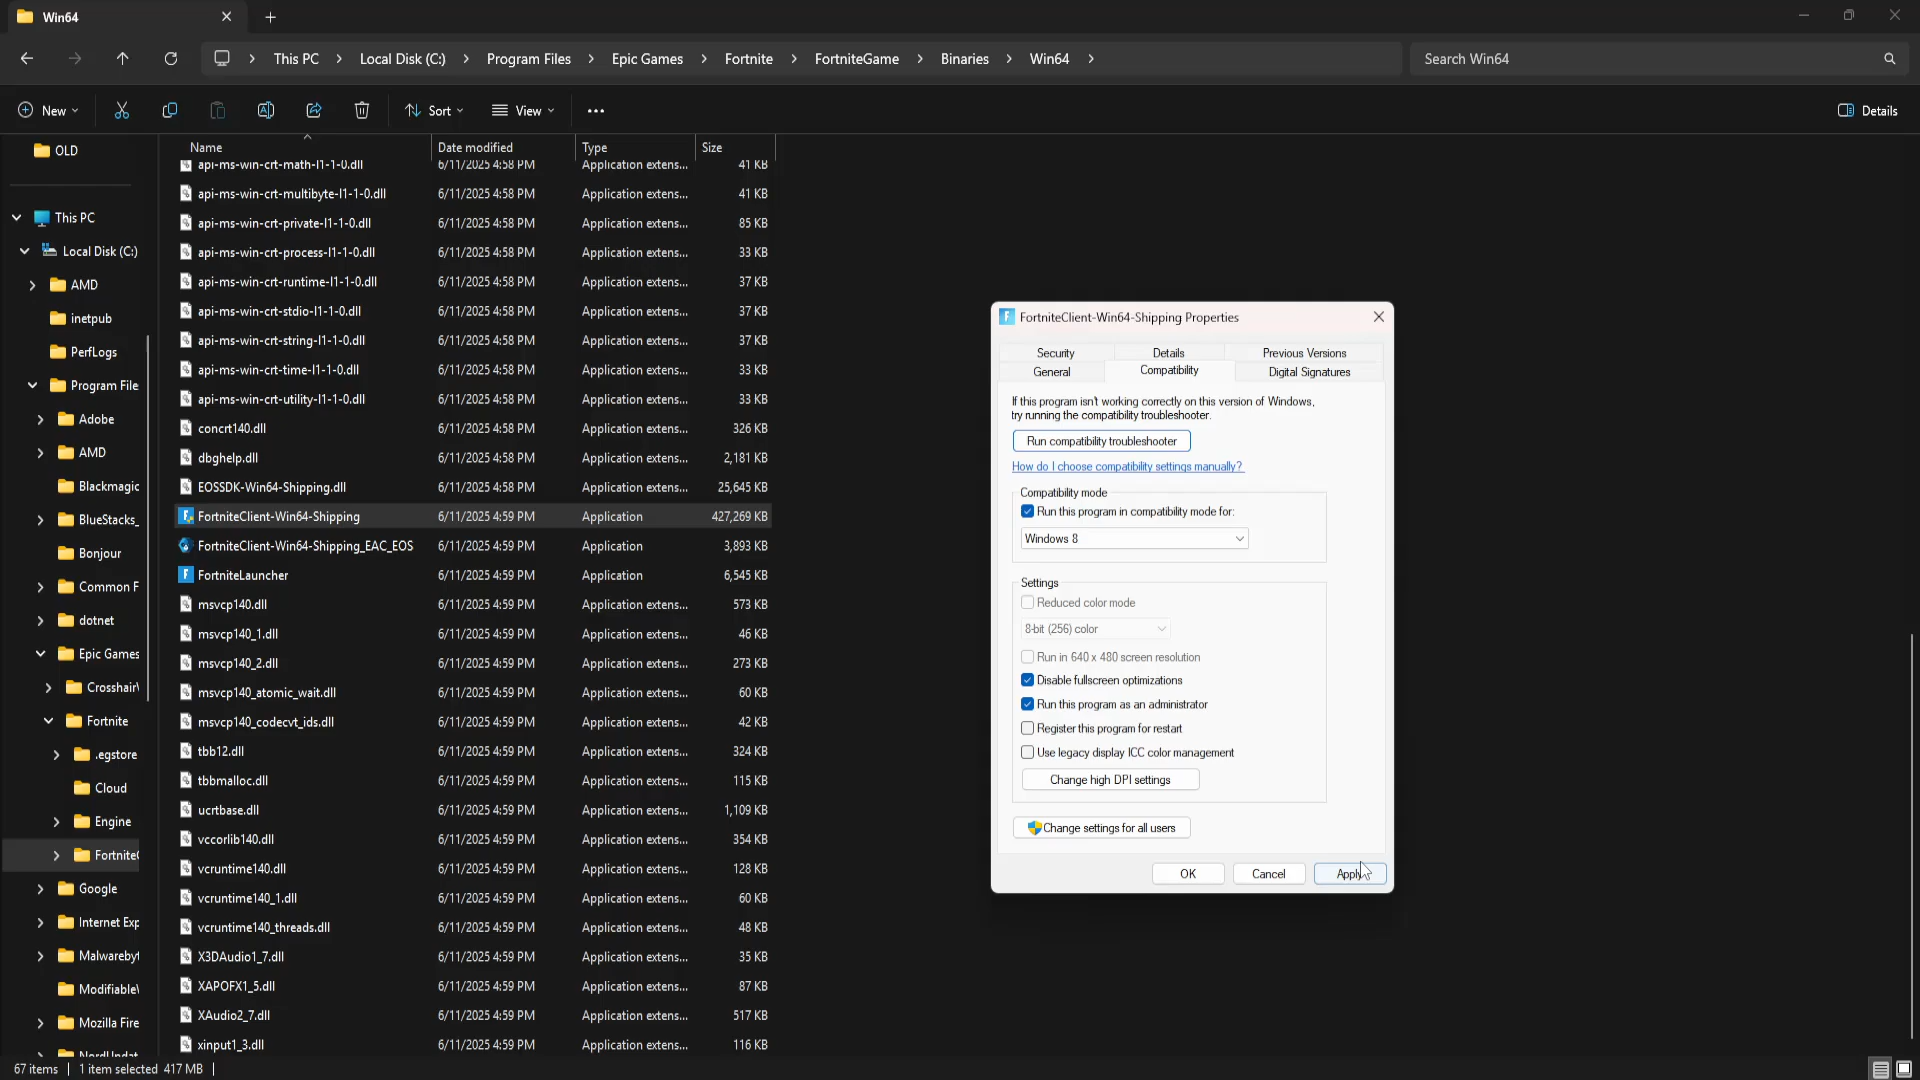 Win64
This PC
Local Disk (C:)
Program Files
Epic Games
Fortnite
FortniteGame
Binaries
Win64
Search Win64
New
Sort
View
Details
OLD
This PC
Local Disk (C:)
AMD
inetpub
PerfLogs
Program File
Adobe
AMD
Blackmagic
BlueStacks_
Bonjour
Common F
dotnet
Epic Games
Crosshair
Fortnite
.egstore
Cloud
Engine
Fortnite
Google
Internet Exp
Malwareby
Modifiable
Mozilla Fire
Name Date modified Type Size
api-ms-win-crt-math-l1-1-0.dll 6/11/2025 4:58 PM Application extens... 41 KB
api-ms-win-crt-multibyte-l1-1-0.dll 6/11/2025 4:58 PM Application extens... 41 KB
api-ms-win-crt-private-l1-1-0.dll 6/11/2025 4:58 PM Application extens... 85 KB
api-ms-win-crt-process-l1-1-0.dll 6/11/2025 4:58 PM Application extens... 33 KB
api-ms-win-crt-runtime-l1-1-0.dll 6/11/2025 4:58 PM Application extens... 37 KB
api-ms-win-crt-stdio-l1-1-0.dll 6/11/2025 4:58 PM Application extens... 37 KB
api-ms-win-crt-string-l1-1-0.dll 6/11/2025 4:58 PM Application extens... 37 KB
api-ms-win-crt-time-l1-1-0.dll 6/11/2025 4:58 PM Application extens... 33 KB
api-ms-win-crt-utility-l1-1-0.dll 6/11/2025 4:58 PM Application extens... 33 KB
concrt140.dll 6/11/2025 4:58 PM Application extens... 326 KB
dbghelp.dll 6/11/2025 4:58 PM Application extens... 2,181 KB
EOSSDK-Win64-Shipping.dll 6/11/2025 4:58 PM Application extens... 25,645 KB
FortniteClient-Win64-Shipping 6/11/2025 4:59 PM Application 427,269 KB
FortniteClient-Win64-Shipping_EAC_EOS 6/11/2025 4:59 PM Application 3,893 KB
FortniteLauncher 6/11/2025 4:59 PM Application 6,545 KB
msvcp140.dll 6/11/2025 4:59 PM Application extens... 573 KB
msvcp140_1.dll 6/11/2025 4:59 PM Application extens... 46 KB
msvcp140_2.dll 6/11/2025 4:59 PM Application extens... 273 KB
msvcp140_atomic_wait.dll 6/11/2025 4:59 PM Application extens... 60 KB
msvcp140_codecvt_ids.dll 6/11/2025 4:59 PM Application extens... 42 KB
tbb12.dll 6/11/2025 4:59 PM Application extens... 324 KB
tbbmalloc.dll 6/11/2025 4:59 PM Application extens... 115 KB
ucrtbase.dll 6/11/2025 4:59 PM Application extens... 1,109 KB
vccorlib140.dll 6/11/2025 4:59 PM Application extens... 354 KB
vcruntime140.dll 6/11/2025 4:59 PM Application extens... 128 KB
vcruntime140_1.dll 6/11/2025 4:59 PM Application extens... 60 KB
vcruntime140_threads.dll 6/11/2025 4:59 PM Application extens... 48 KB
X3DAudio1_7.dll 6/11/2025 4:59 PM Application extens... 35 KB
XAPOFX1_5.dll 6/11/2025 4:59 PM Application extens... 87 KB
XAudio2_7.dll 6/11/2025 4:59 PM Application extens... 517 KB
xinput1_3.dll 6/11/2025 4:59 PM Application extens... 116 KB
FortniteClient-Win64-Shipping Properties
Security Details Previous Versions
General Compatibility Digital Signatures
If this program isn't working correctly on this version of Windows,
try running the compatibility troubleshooter.
Run compatibility troubleshooter
How do I choose compatibility settings manually?
Compatibility mode
Run this program in compatibility mode for:
Windows 8
Settings
Reduced color mode
8-bit (256) color
Run in 640 x 480 screen resolution
Disable fullscreen optimizations
Run this program as an administrator
Register this program for restart
Use legacy display ICC color management
Change high DPI settings
Change settings for all users
OK Cancel Apply
67 items 1 item selected 417 MB